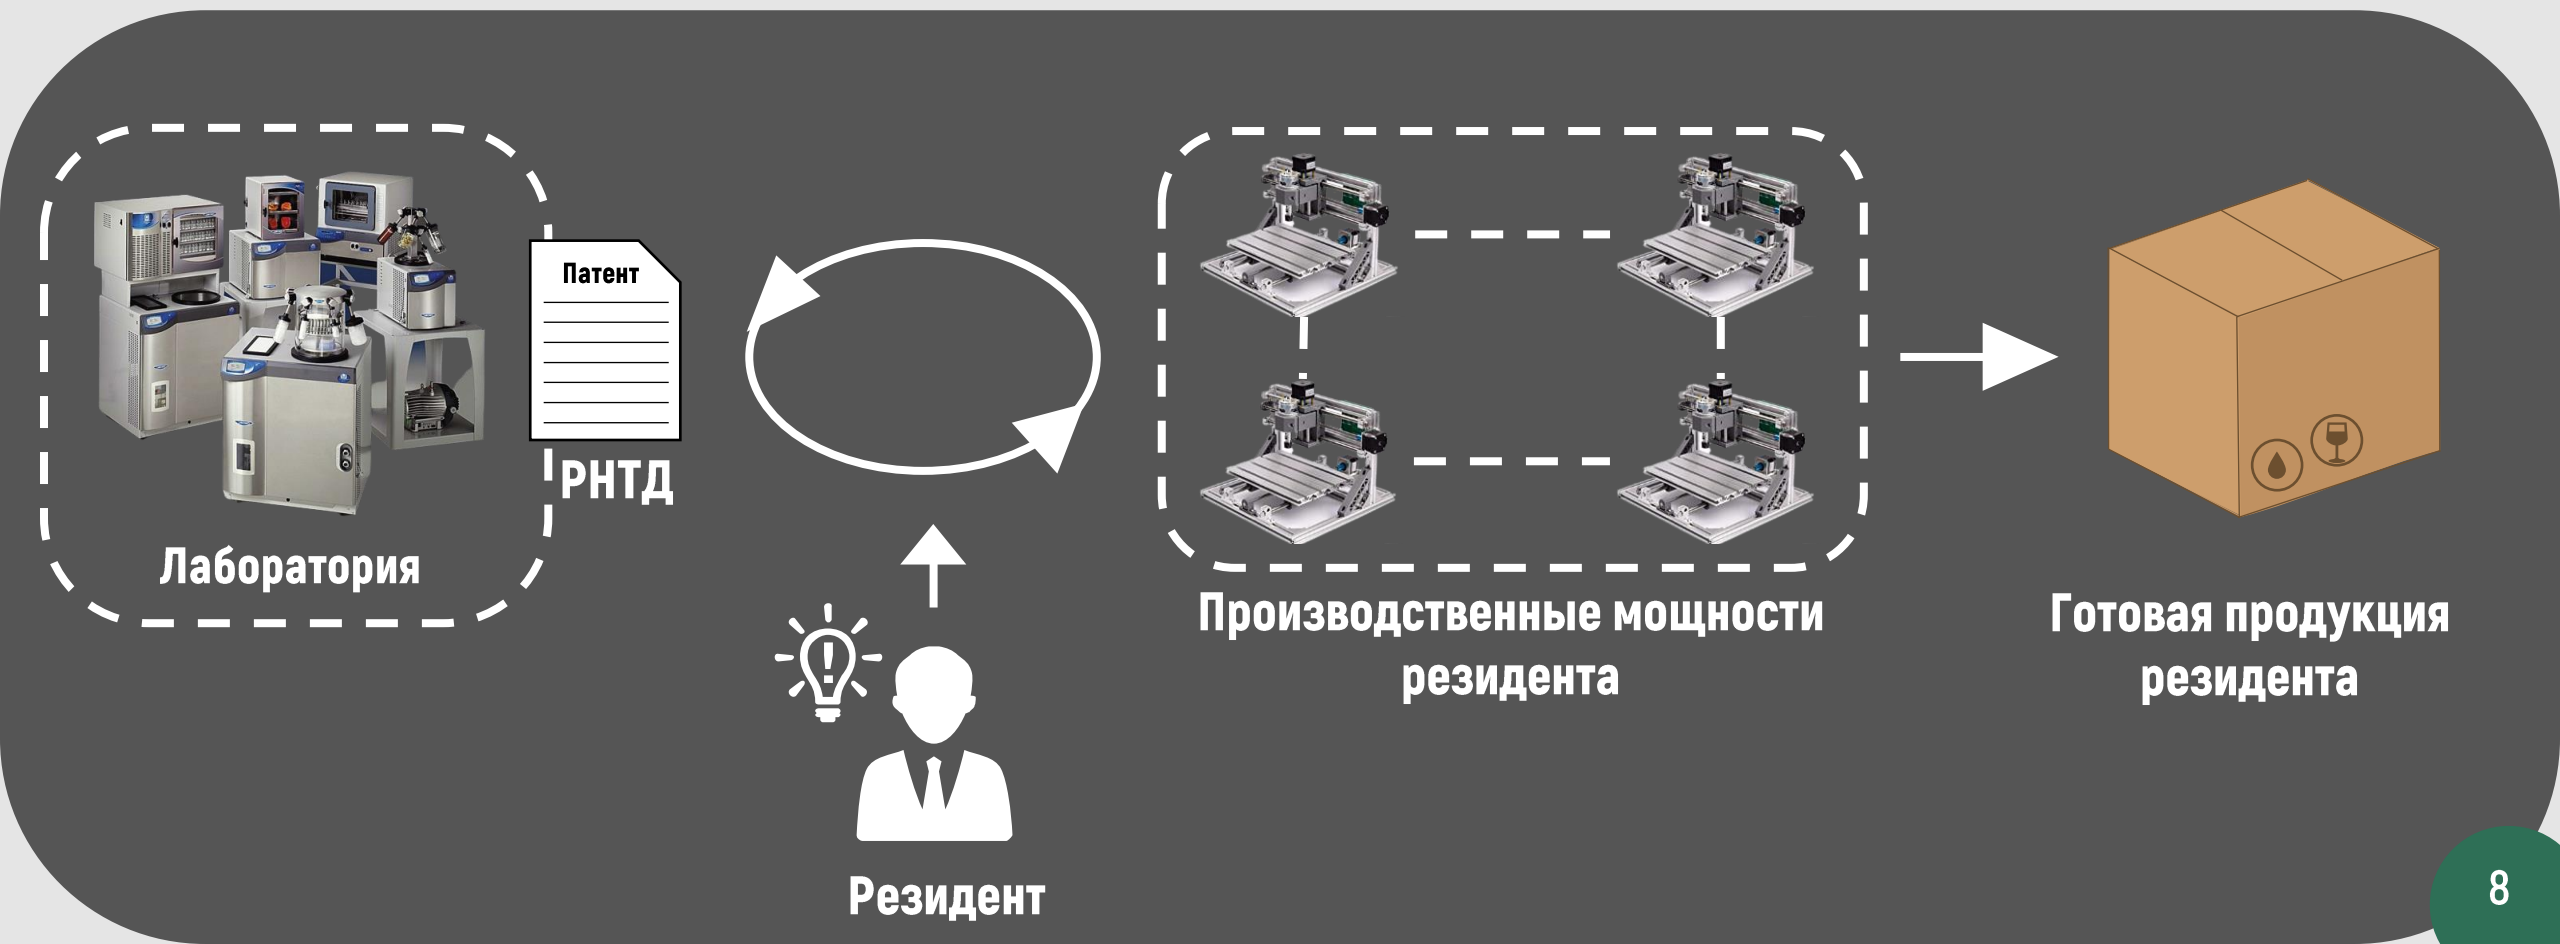 Патент
РНТД
Лаборатория
Производственные мощности
резидента
Готовая продукция
резидента
Резидент
8